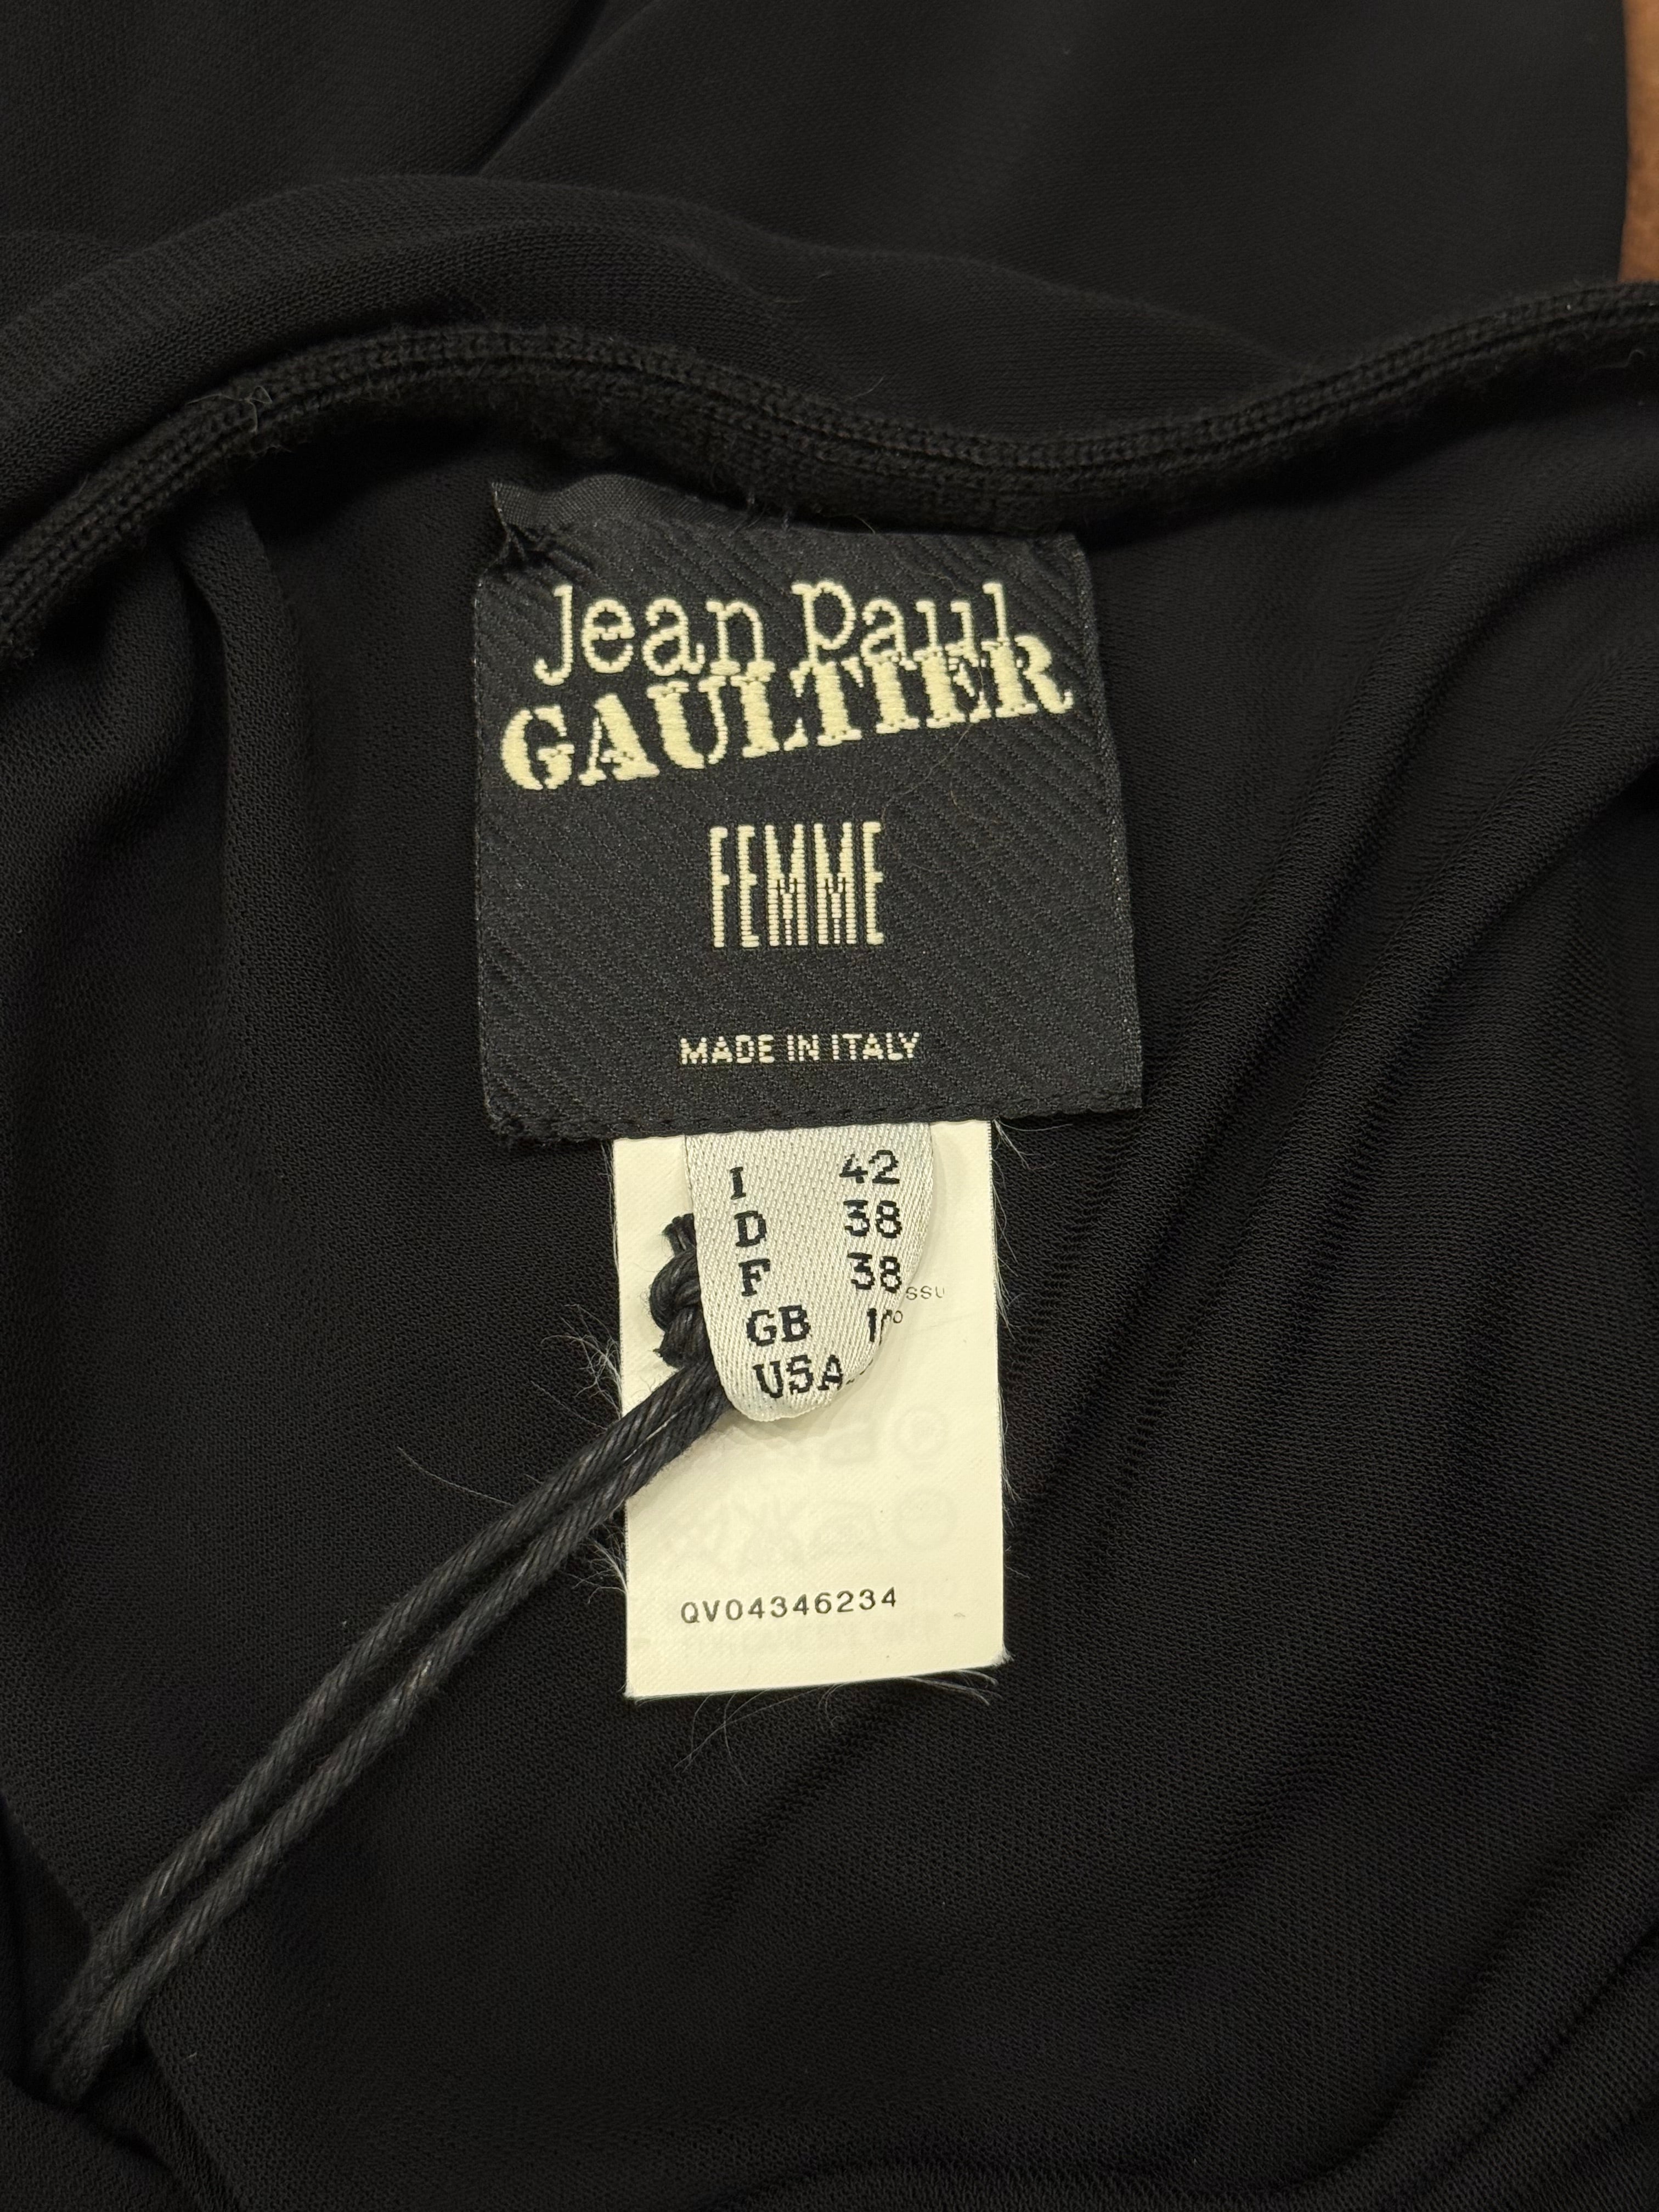 Jean Paul
GAULTIER
FEMME
MADE IN ITALY
I 42
D 38
F 38
GB
USA
QV04346234